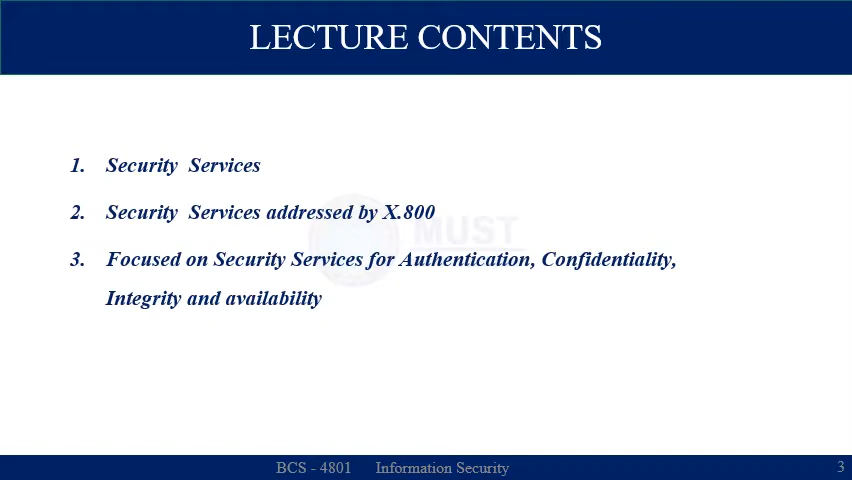 LECTURE CONTENTS
1. Security Services
2. Security Services addressed by X.800
MUST
3. Focused on Security Services for Authentication, Confidentiality,
Integrity and availability
BCS - 4801 Information Security
3